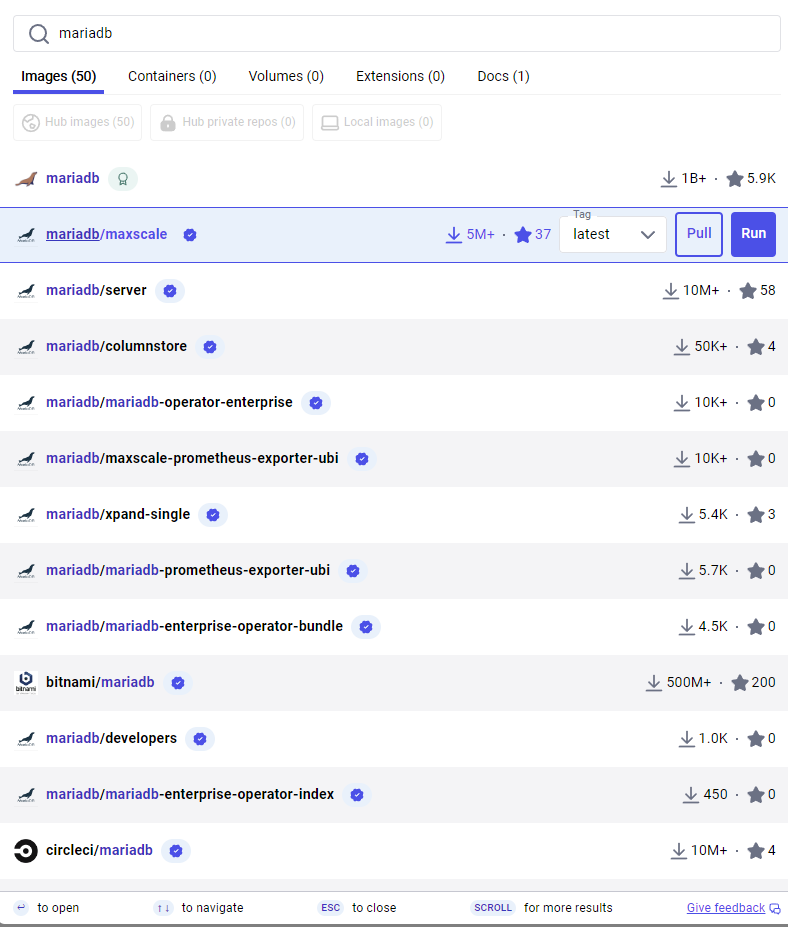 mariadb
Images (50) Containers (0) Volumes (0) Extensions (0) Docs (1)
Hub images (50) Hub private repos (0) Local images (0)
mariadb 1B+ · 5.9K
Tag
mariadb/maxscale 5M+ · 37 latest Pull Run
mariadb/server 10M+ · 58
mariadb/columnstore 50K+ · 4
mariadb/mariadb-operator-enterprise 10K+ · 0
mariadb/maxscale-prometheus-exporter-ubi 10K+ · 0
mariadb/xpand-single 5.4K · 3
mariadb/mariadb-prometheus-exporter-ubi 5.7K · 0
mariadb/mariadb-enterprise-operator-bundle 4.5K · 0
bitnami/mariadb 500M+ · 200
mariadb/developers 1.0K · 0
mariadb/mariadb-enterprise-operator-index 450 · 0
circleci/mariadb 10M+ · 4
↩ to open ↑↓ to navigate ESC to close SCROLL for more results Give feedback